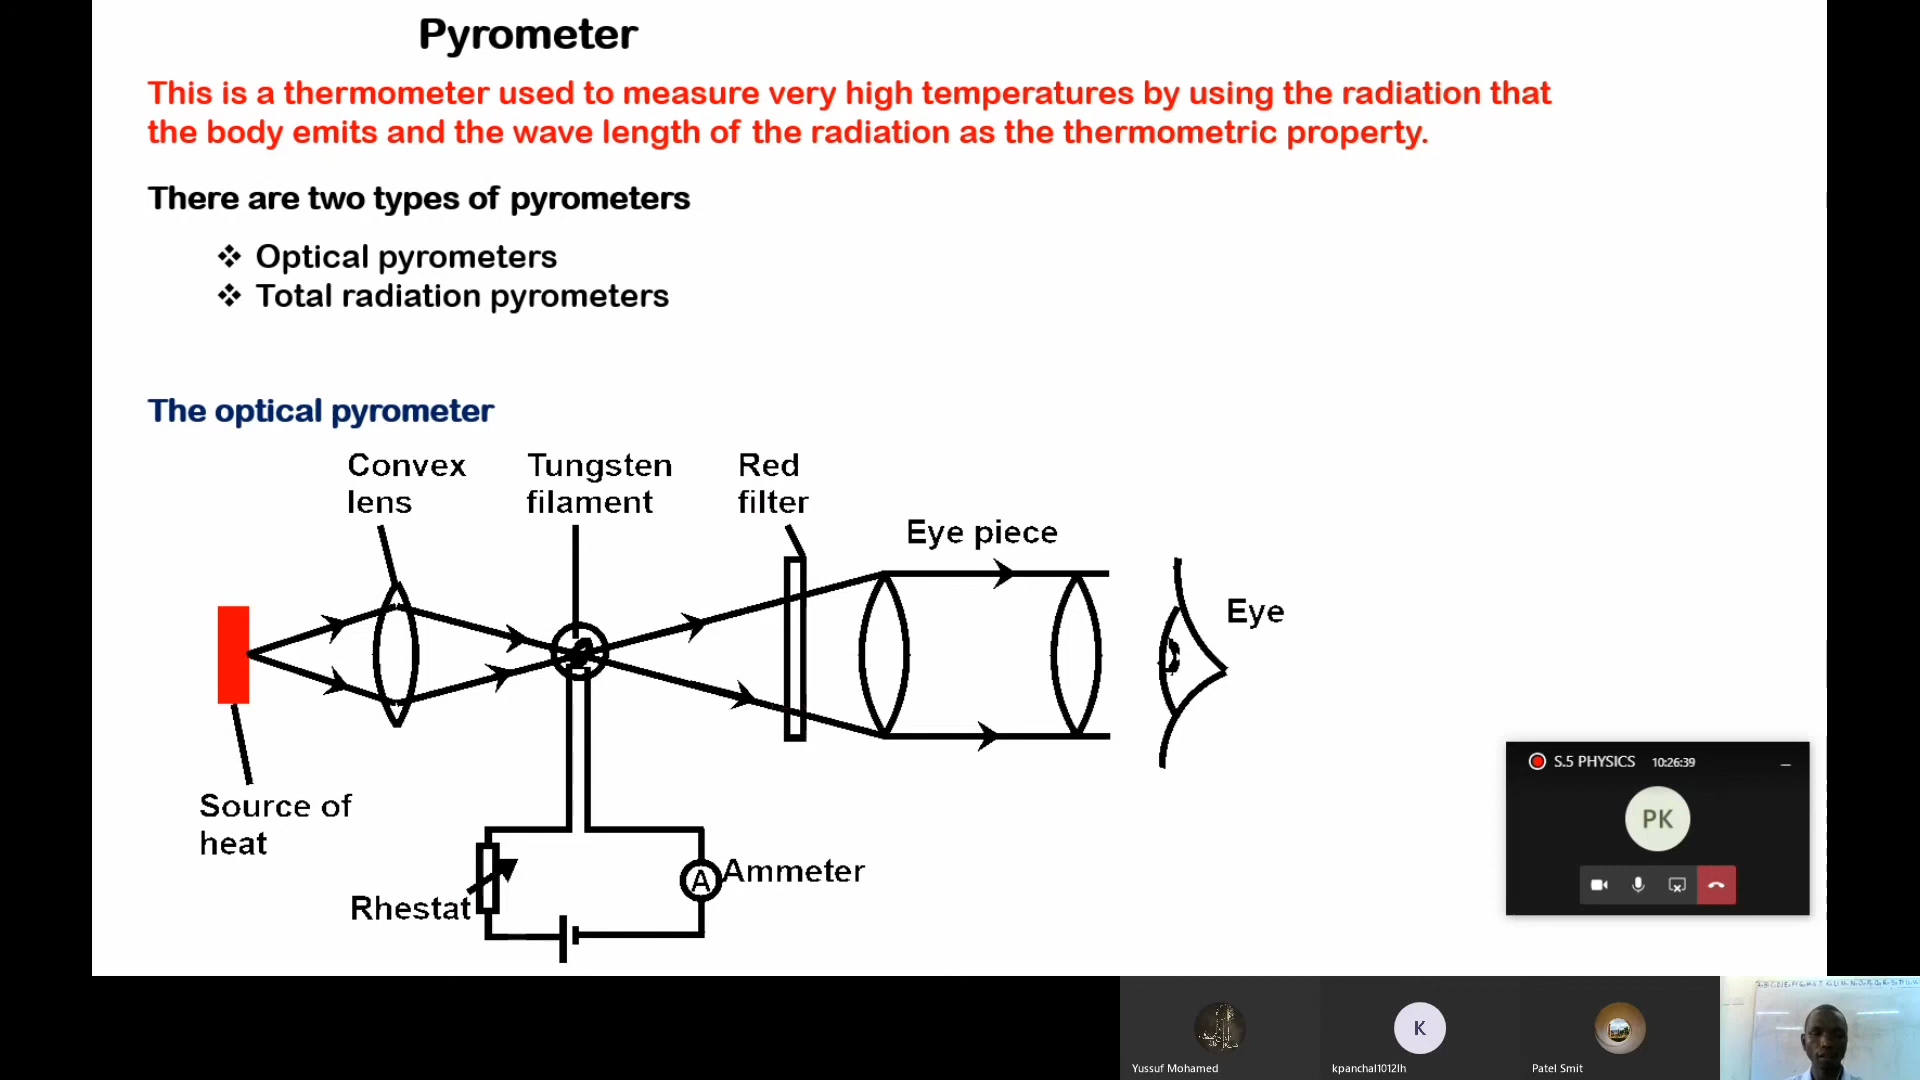 Pyrometer
This is a thermometer used to measure very high temperatures by using the radiation that
the body emits and the wave length of the radiation as the thermometric property.
There are two types of pyrometers
❖ Optical pyrometers
❖ Total radiation pyrometers
The optical pyrometer
Convex
lens
Tungsten
filament
Red
filter
Eye piece
Eye
Source of
heat
Rhestat
A
Ammeter
S.5 PHYSICS 10:26:39
PK
K
Yussuf Mohamed
kpanchal1012lh
Patel Smit